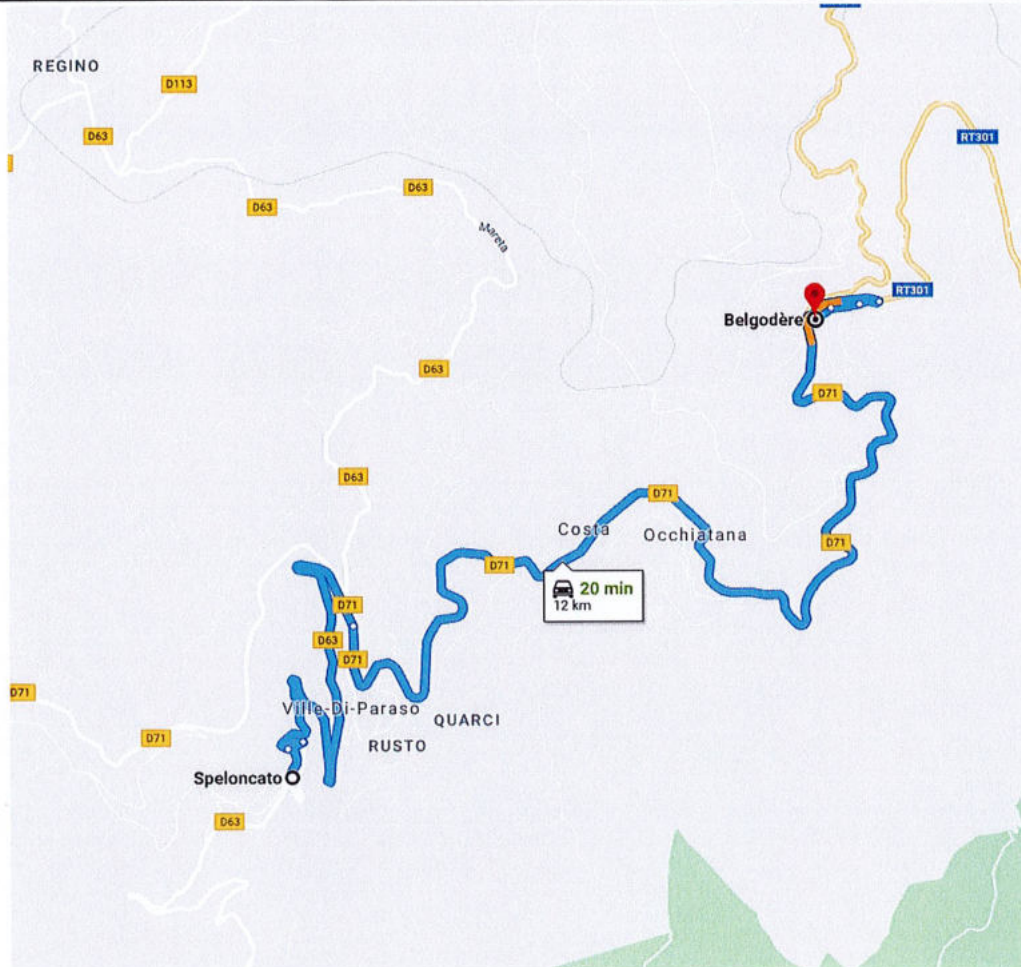 REGINO
D113
RT301
D63
D63
D63
Mareta
RT301
Belgodère
D63
D71
D63
D71
Costa
Occhiatana
D71
D71
20 min
12 km
D71
D63
D71
D71
Ville-Di-Paraso
QUARCI
D71
RUSTO
Speloncato
D63